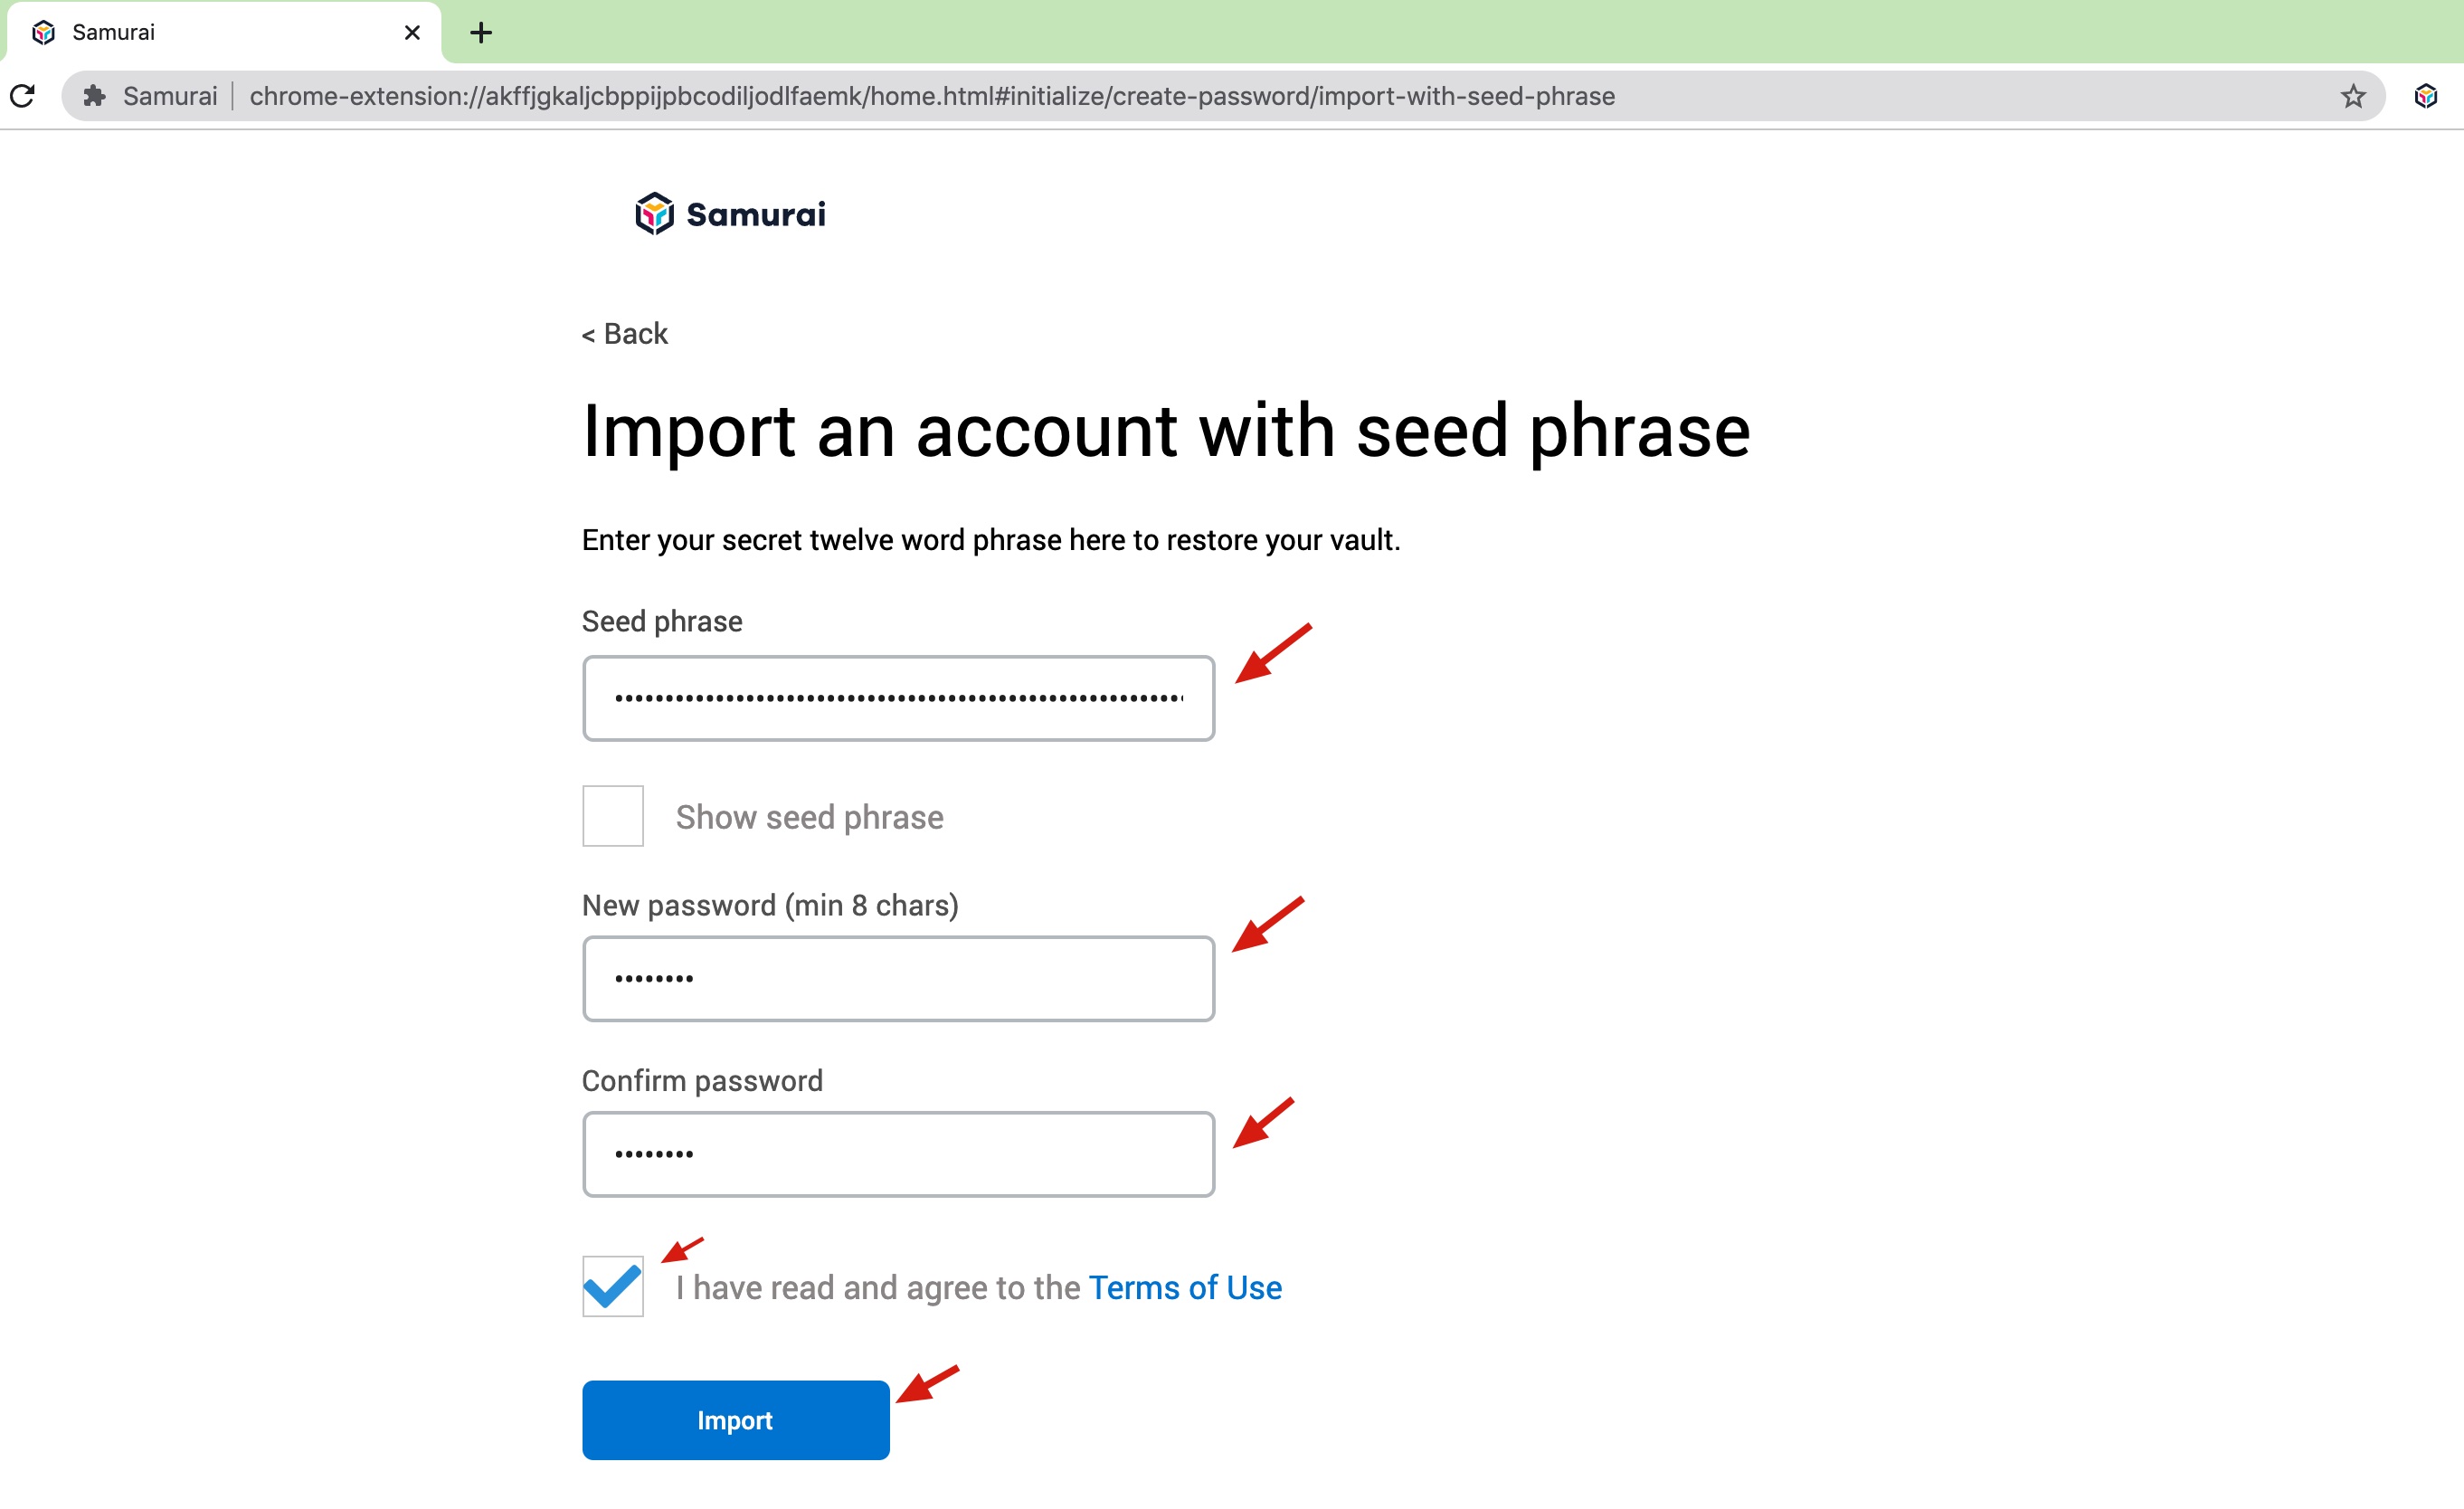 Samurai
Samurai chrome-extension://akffjgkaljcbppijpbcodiljodlfaemk/home.html#initialize/create-password/import-with-seed-phrase
Samurai
< Back
Import an account with seed phrase
Enter your secret twelve word phrase here to restore your vault.
Seed phrase
Show seed phrase
New password (min 8 chars)
Confirm password
I have read and agree to the Terms of Use
Import